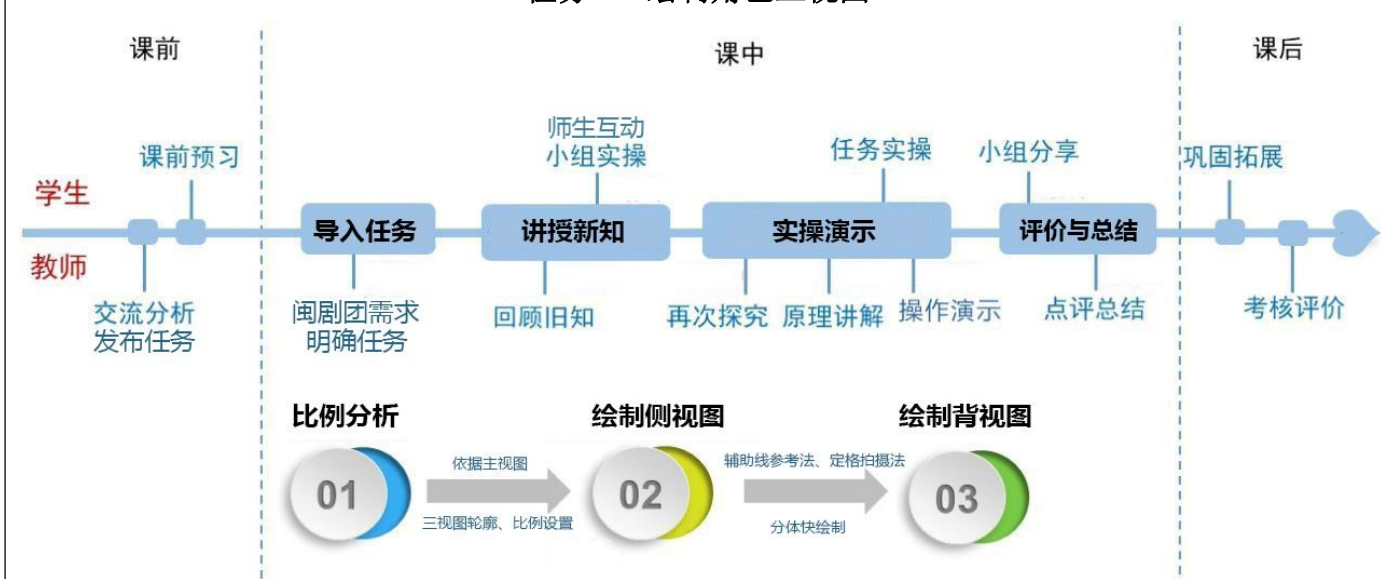 课前
课中
课后
师生互动
小组实操
课前预习
任务实操
小组分享
巩固拓展
学生
导入任务
讲授新知
实操演示
评价与总结
教师
交流分析
发布任务
闽剧团需求
明确任务
回顾旧知
再次探究
原理讲解
操作演示
点评总结
考核评价
比例分析
绘制侧视图
绘制背视图
01
依据主视图
三视图轮廓、比例设置
02
辅助线参考法、定格拍摄法
分体快绘制
03